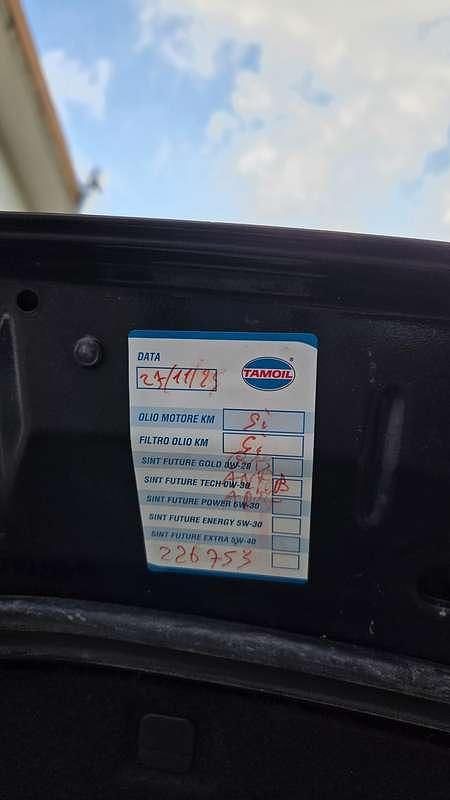 DATA
TAMOIL
OLIO MOTORE KM Si
FILTRO OLIO KM Si
SINT FUTURE GOLD 0W-20
SINT FUTURE TECH 0W-30
SINT FUTURE POWER 5W-30
SINT FUTURE ENERGY 5W-30
SINT FUTURE EXTRA 5W-40
226753